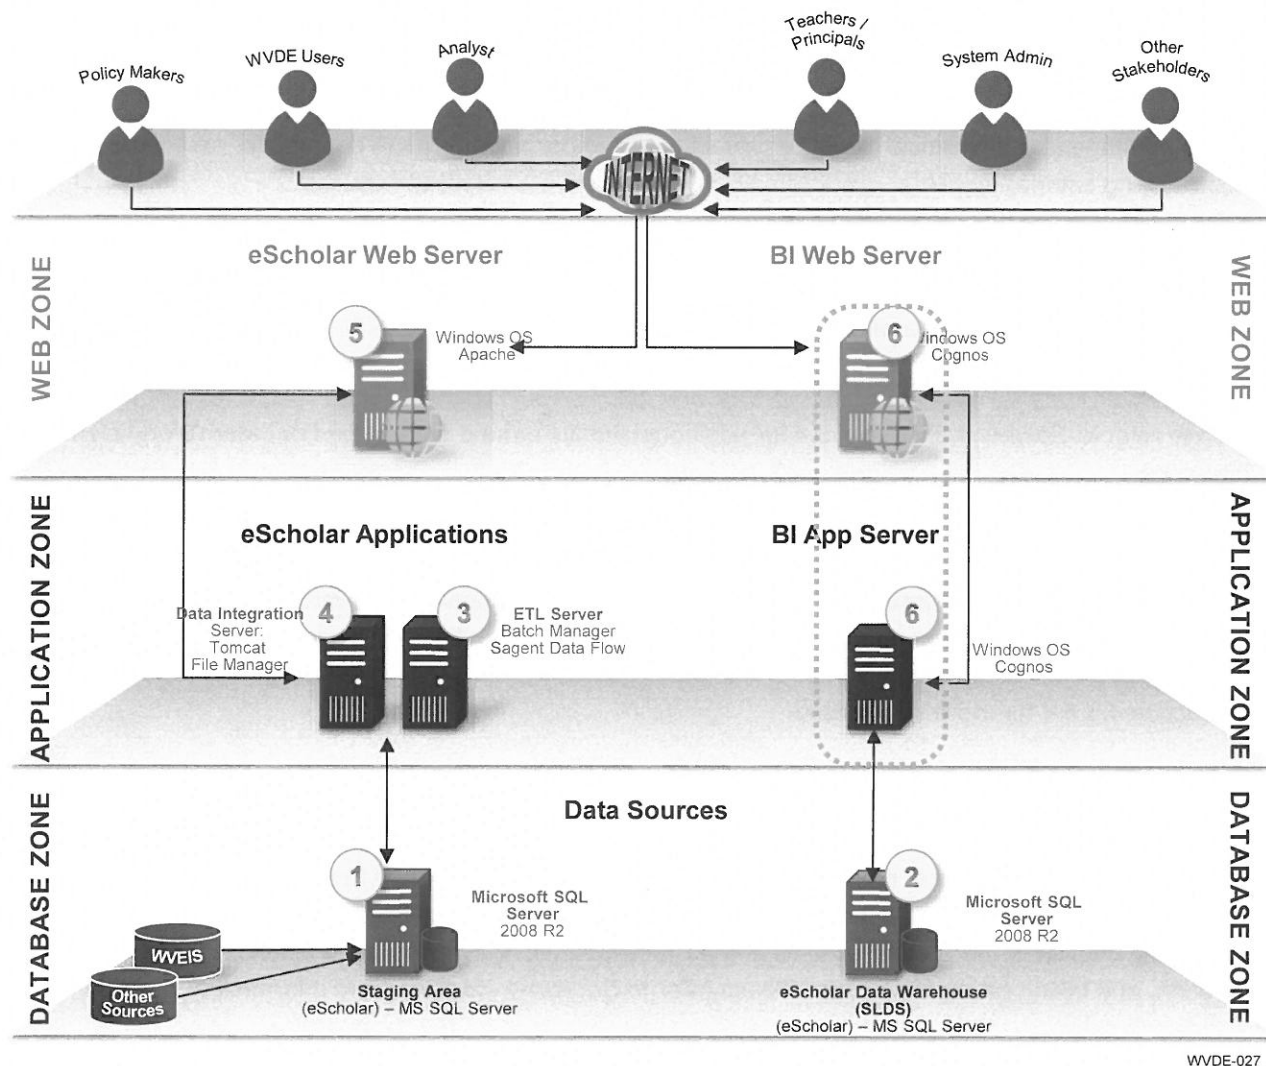 Policy Makers
WVDE Users
Analyst
Teachers /
Principals
System Admin
Other
Stakeholders
INTERNET
WEB ZONE
eScholar Web Server
BI Web Server
WEB ZONE
5
Windows OS
Apache
6
Windows OS
Cognos
APPLICATION ZONE
eScholar Applications
BI App Server
APPLICATION ZONE
Data Integration
Server:
Tomcat
File Manager
4
3
ETL Server
Batch Manager
Sagent Data Flow
6
Windows OS
Cognos
DATABASE ZONE
Data Sources
DATABASE ZONE
1
Microsoft SQL
Server
2008 R2
2
Microsoft SQL
Server
2008 R2
WVEIS
Other
Sources
Staging Area
(eScholar) – MS SQL Server
eScholar Data Warehouse
(SLDS)
(eScholar) – MS SQL Server
WVDE-027